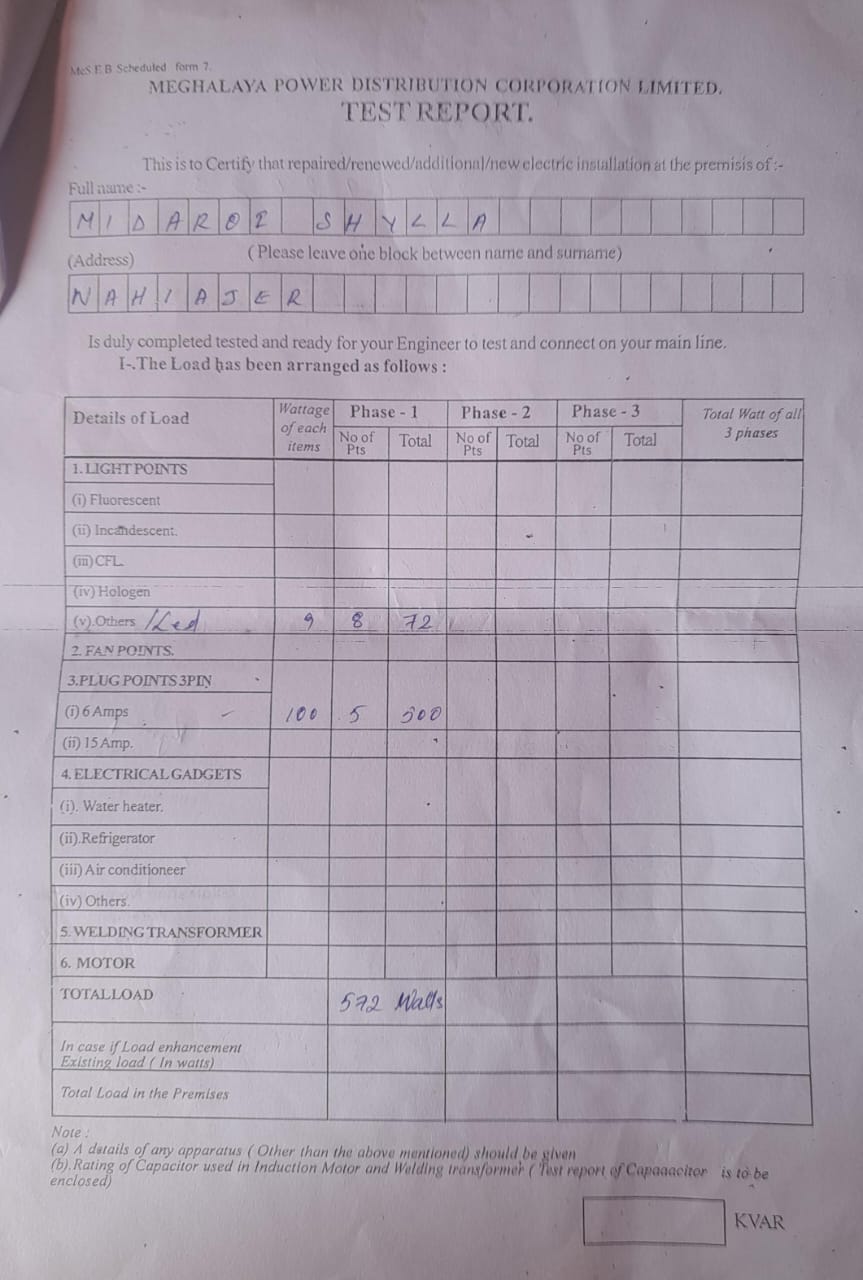 MeS.E.B Scheduled form 7.
MEGHALAYA POWER DISTRIBUTION CORPORATION LIMITED.
TEST REPORT.
This is to Certify that repaired/renewed/additional/new electric installation at the premisis of :-
Full name :-
MIDAROI SHYLLA
(Address) (Please leave one block between name and surname)
NAHIAJER
Is duly completed tested and ready for your Engineer to test and connect on your main line.
I-.The Load has been arranged as follows :
Details of Load Wattage of each items Phase - 1 Phase - 2 Phase - 3 Total Watt of all 3 phases
No of Pts Total No of Pts Total No of Pts Total
1. LIGHT POINTS
(i) Fluorescent
(ii) Incandescent.
(iii) CFL
(iv) Hologen
(v).Others /Led 9 8 72
2. FAN POINTS.
3.PLUG POINTS 3PIN
(i) 6 Amps 100 5 500
(ii) 15 Amp.
4. ELECTRICAL GADGETS
(i). Water heater.
(ii).Refrigerator
(iii) Air conditioneer
(iv) Others.
5. WELDING TRANSFORMER
6. MOTOR
TOTAL LOAD 572 Watts
In case if Load enhancement
Existing load ( In watts)
Total Load in the Premises
Note :
(a) A datails of any apparatus ( Other than the above mentioned) should be given
(b). Rating of Capacitor used in Induction Motor and Welding transformer ( Test report of Capaaacitor is to be
enclosed)
KVAR